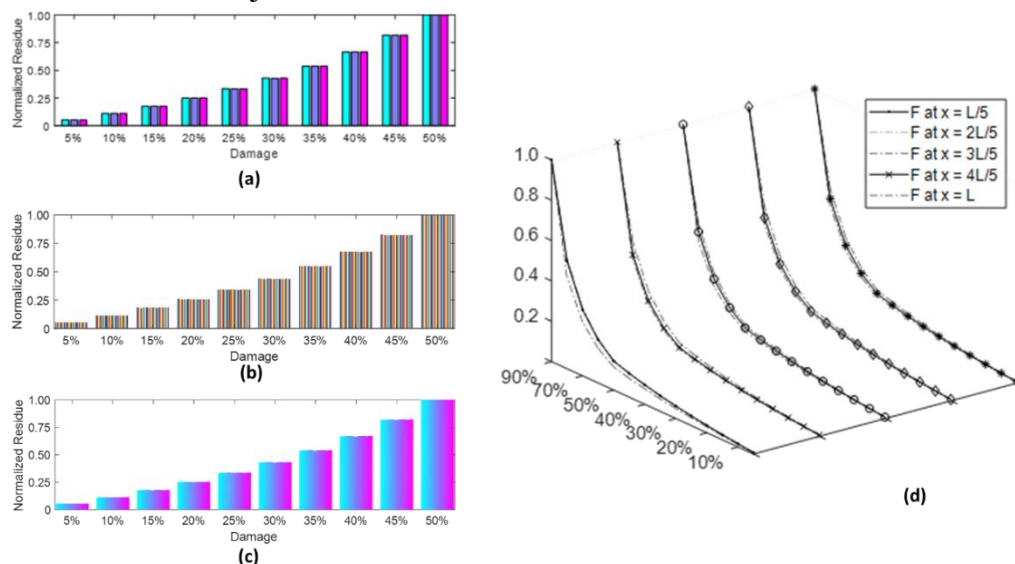 Normalized Residue
1.00
0.75
0.50
0.25
0
5% 10% 15% 20% 25% 30% 35% 40% 45% 50%
Damage
(a)
Normalized Residue
1.00
0.75
0.50
0.25
0
5% 10% 15% 20% 25% 30% 35% 40% 45% 50%
Damage
(b)
Normalized Residue
1.00
0.75
0.50
0.25
0
5% 10% 15% 20% 25% 30% 35% 40% 45% 50%
Damage
(c)
F at x = L/5
F at x = 2L/5
F at x = 3L/5
F at x = 4L/5
F at x = L
1.0
0.8
0.6
0.4
0.2
90%
70%
50%
40%
30%
20%
10%
(d)